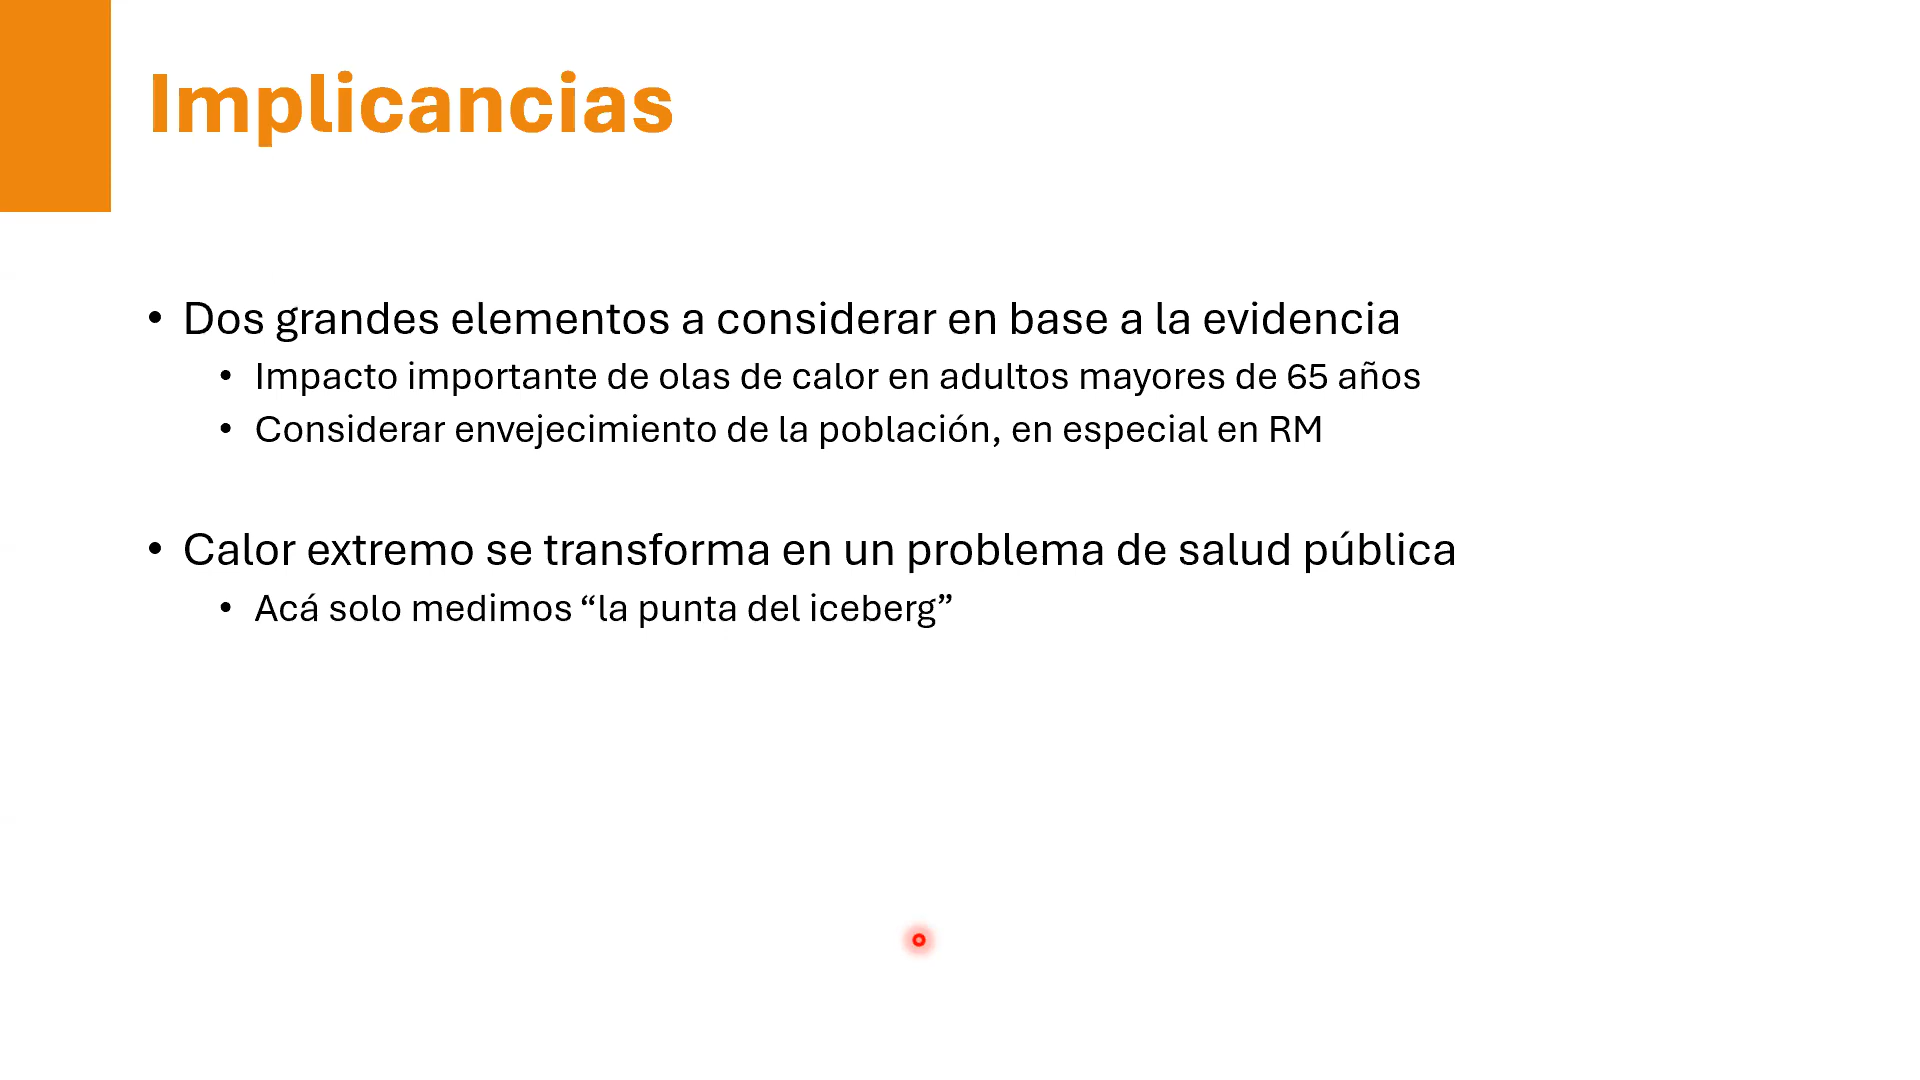 Implicancias
• Dos grandes elementos a considerar en base a la evidencia
• Impacto importante de olas de calor en adultos mayores de 65 años
• Considerar envejecimiento de la población, en especial en RM
• Calor extremo se transforma en un problema de salud pública
• Acá solo medimos “la punta del iceberg”